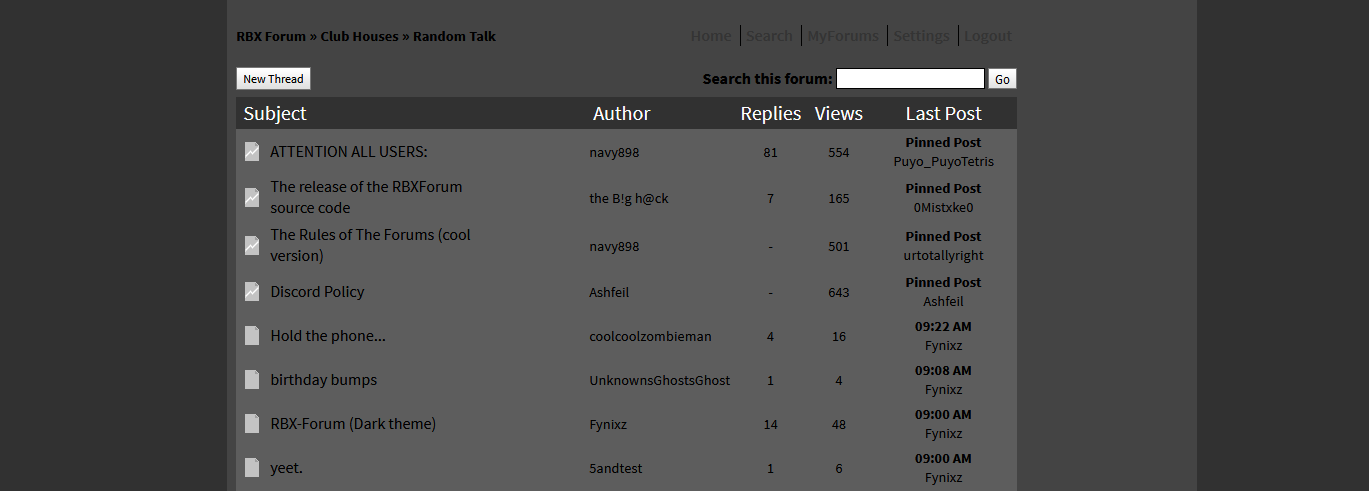 RBX Forum » Club Houses » Random Talk
Home Search MyForums Settings Logout
New Thread
Search this forum: Go
Subject Author Replies Views Last Post
ATTENTION ALL USERS: navy898 81 554 Pinned Post
Puyo_PuyoTetris
The release of the RBXForum
source code the B!g h@ck 7 165 Pinned Post
0Mistxke0
The Rules of The Forums (cool
version) navy898 - 501 Pinned Post
urtotallyright
Discord Policy Ashfeil - 643 Pinned Post
Ashfeil
Hold the phone... coolcoolzombieman 4 16 09:22 AM
Fynixz
birthday bumps UnknownsGhostsGhost 1 4 09:08 AM
Fynixz
RBX-Forum (Dark theme) Fynixz 14 48 09:00 AM
Fynixz
yeet. 5andtest 1 6 09:00 AM
Fynixz